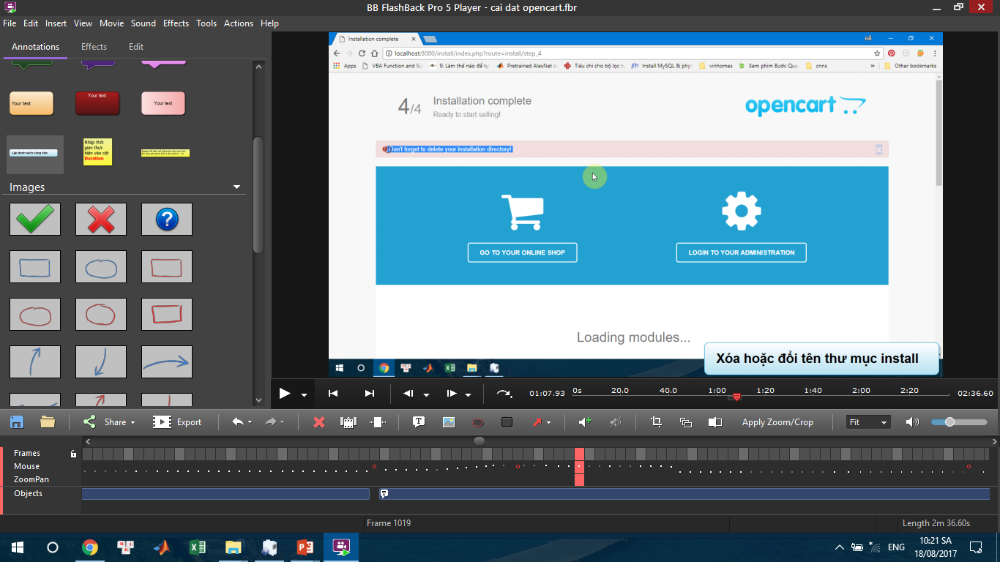 BB FlashBack Pro 5 Player - cai dat opencart.fbr
File Edit Insert View Movie Sound Effects Tools Actions Help
Annotations Effects Edit
Your text
Your text
Your text
Lập danh sách công việc
Nhập thời
gian thực
hiện vào cột
Duration
Images
Installation complete
localhost:8080/install/index.php?route=install/step_4
Apps VBA Function and Su 9. Làm thế nào để tự Pretrained AlexNet c Tiêu chí cho bộ lọc t Install MySQL & php vinhomes Xem phim Bước Qua cnns » Other bookmarks
4/4
Installation complete
Ready to start selling!
opencart
Don't forget to delete your installation directory!
GO TO YOUR ONLINE SHOP
LOGIN TO YOUR ADMINISTRATION
Loading modules...
Xóa hoặc đổi tên thư mục install
01:07.93 0s 20.0 40.0 1:00 1:20 1:40 2:00 2:20 02:36.60
Share Export Apply Zoom/Crop Fit
Frames
Mouse
ZoomPan
Objects
Frame 1019
Length 2m 36.60s
ENG
10:21 SA
18/08/2017